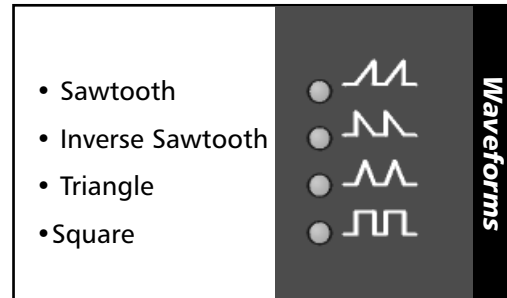 • Sawtooth
• Inverse Sawtooth
• Triangle
•Square
Waveforms